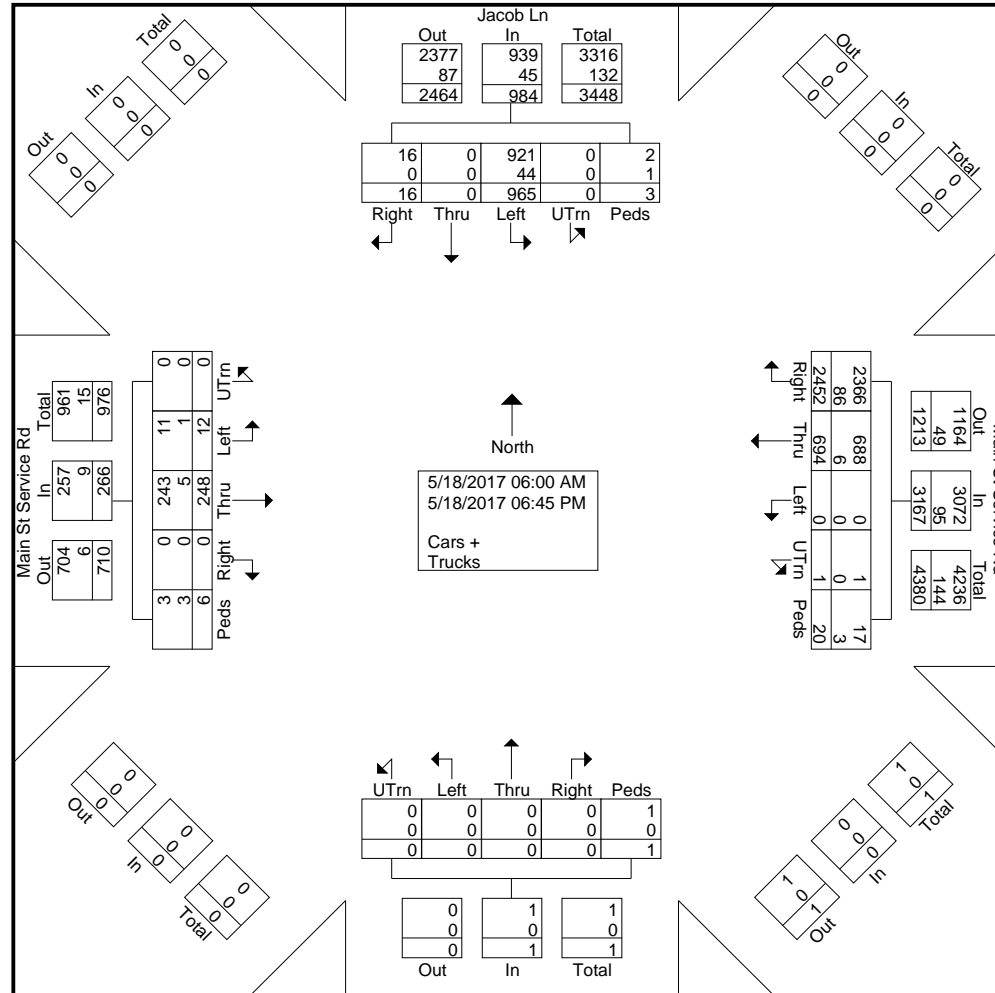 Jacob Ln
Out In Total
2377 939 3316
87 45 132
2464 984 3448
16 0 921 0 2
0 0 44 0 1
16 0 965 0 3
Right Thru Left UTrn Peds
Total
0
0
0
In
0
0
0
Out
0
0
0
Out
0
0
0
In
0
0
0
Total
0
0
0
Main St Service Rd
Total In Out
961 257 704
15 9 6
976 266 710
0 11 243 0 3
0 1 5 0 3
0 12 248 0 6
UTrn Left Thru Right Peds
North
5/18/2017 06:00 AM
5/18/2017 06:45 PM
Cars +
Trucks
Right Thru Left UTrn Peds
2452 694 0 1 20
86 6 0 0 3
2366 688 0 1 17
Out In Total
1164 3072 4236
49 95 144
1213 3167 4380
UTrn Left Thru Right Peds
0 0 0 0 1
0 0 0 0 0
0 0 0 0 1
0 1 1
0 0 0
0 1 1
Out In Total
0
0
0
Out
0
0
0
In
0
0
0
Total
1
0
1
Total
0
0
0
In
1
0
1
Out